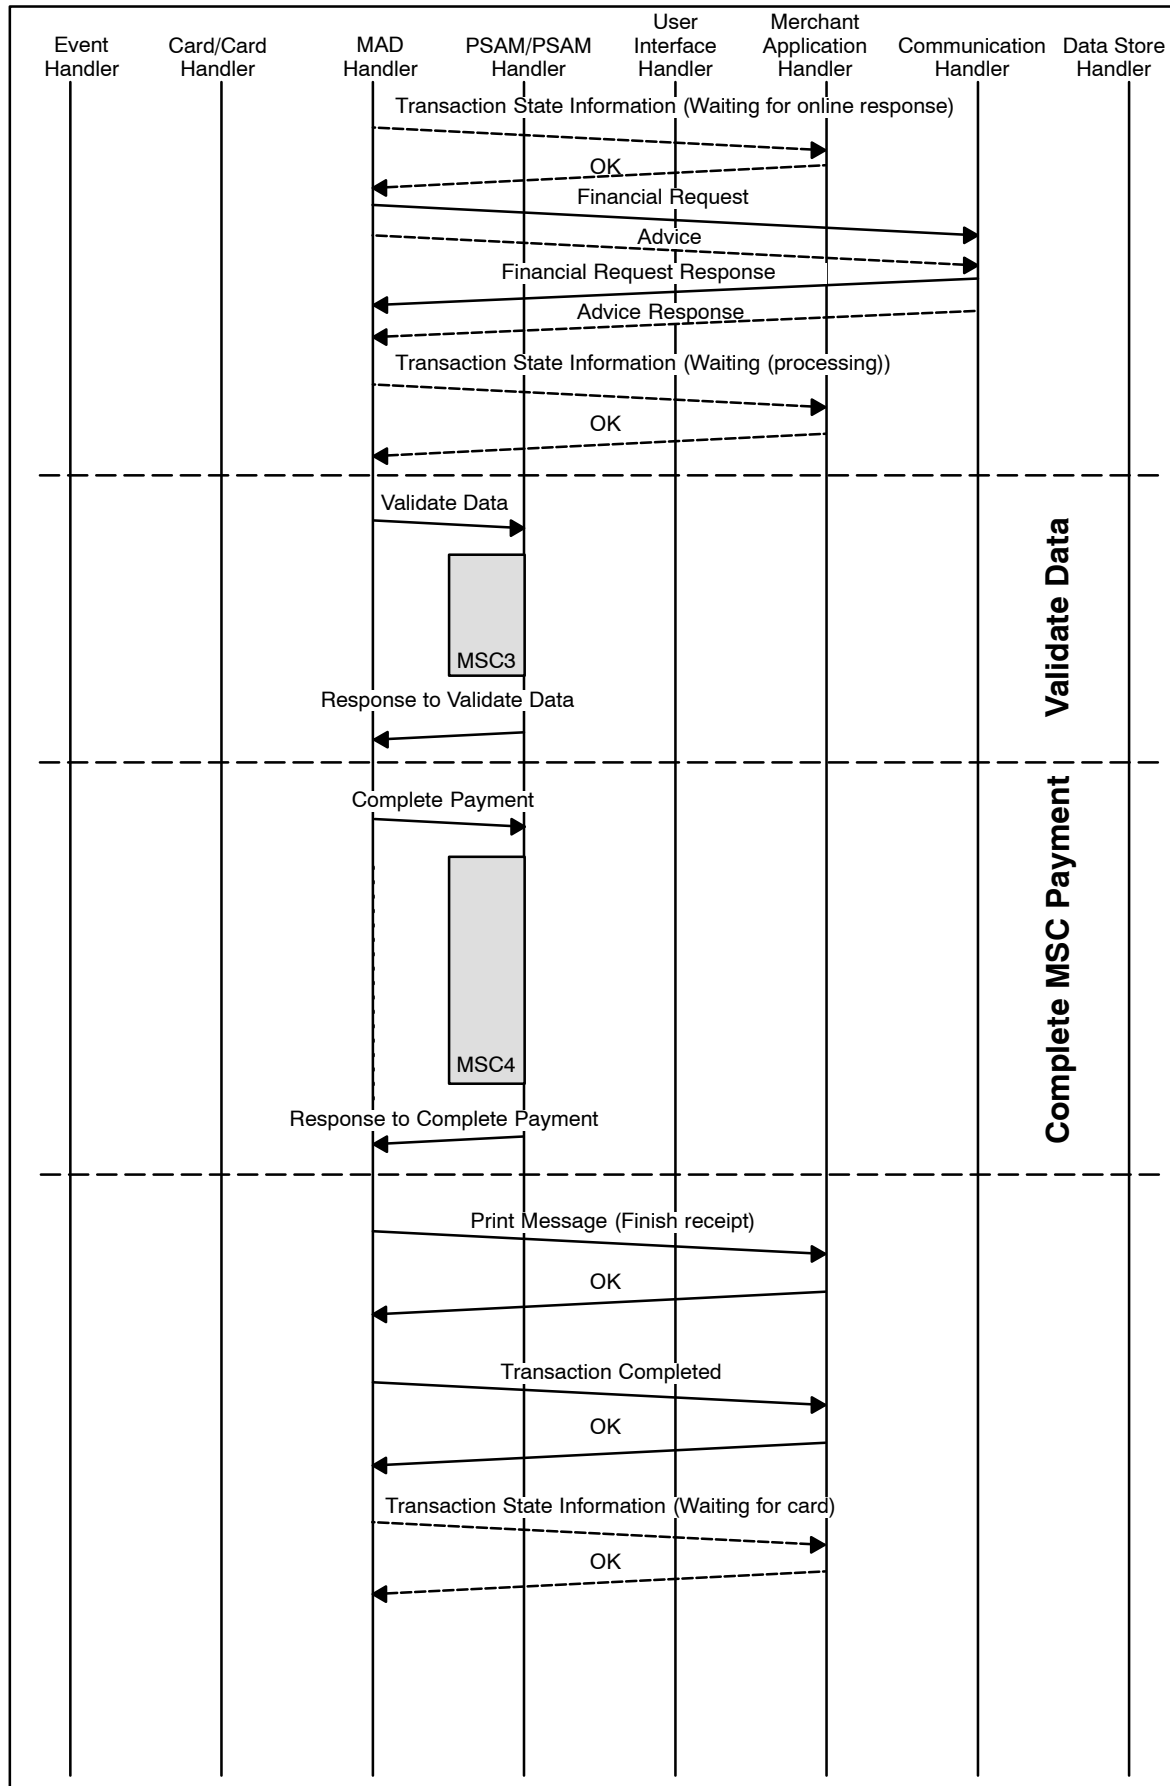 Event
Handler
Card/Card
Handler
MAD
Handler
PSAM/PSAM
Handler
User
Interface
Handler
Merchant
Application
Handler
Communication
Handler
Data Store
Handler
Transaction State Information (Waiting for online response)
OK
Financial Request
Advice
Financial Request Response
Advice Response
Transaction State Information (Waiting (processing))
OK
Validate Data
MSC3
Response to Validate Data
Validate Data
Complete Payment
MSC4
Response to Complete Payment
Complete MSC Payment
Print Message (Finish receipt)
OK
Transaction Completed
OK
Transaction State Information (Waiting for card)
OK